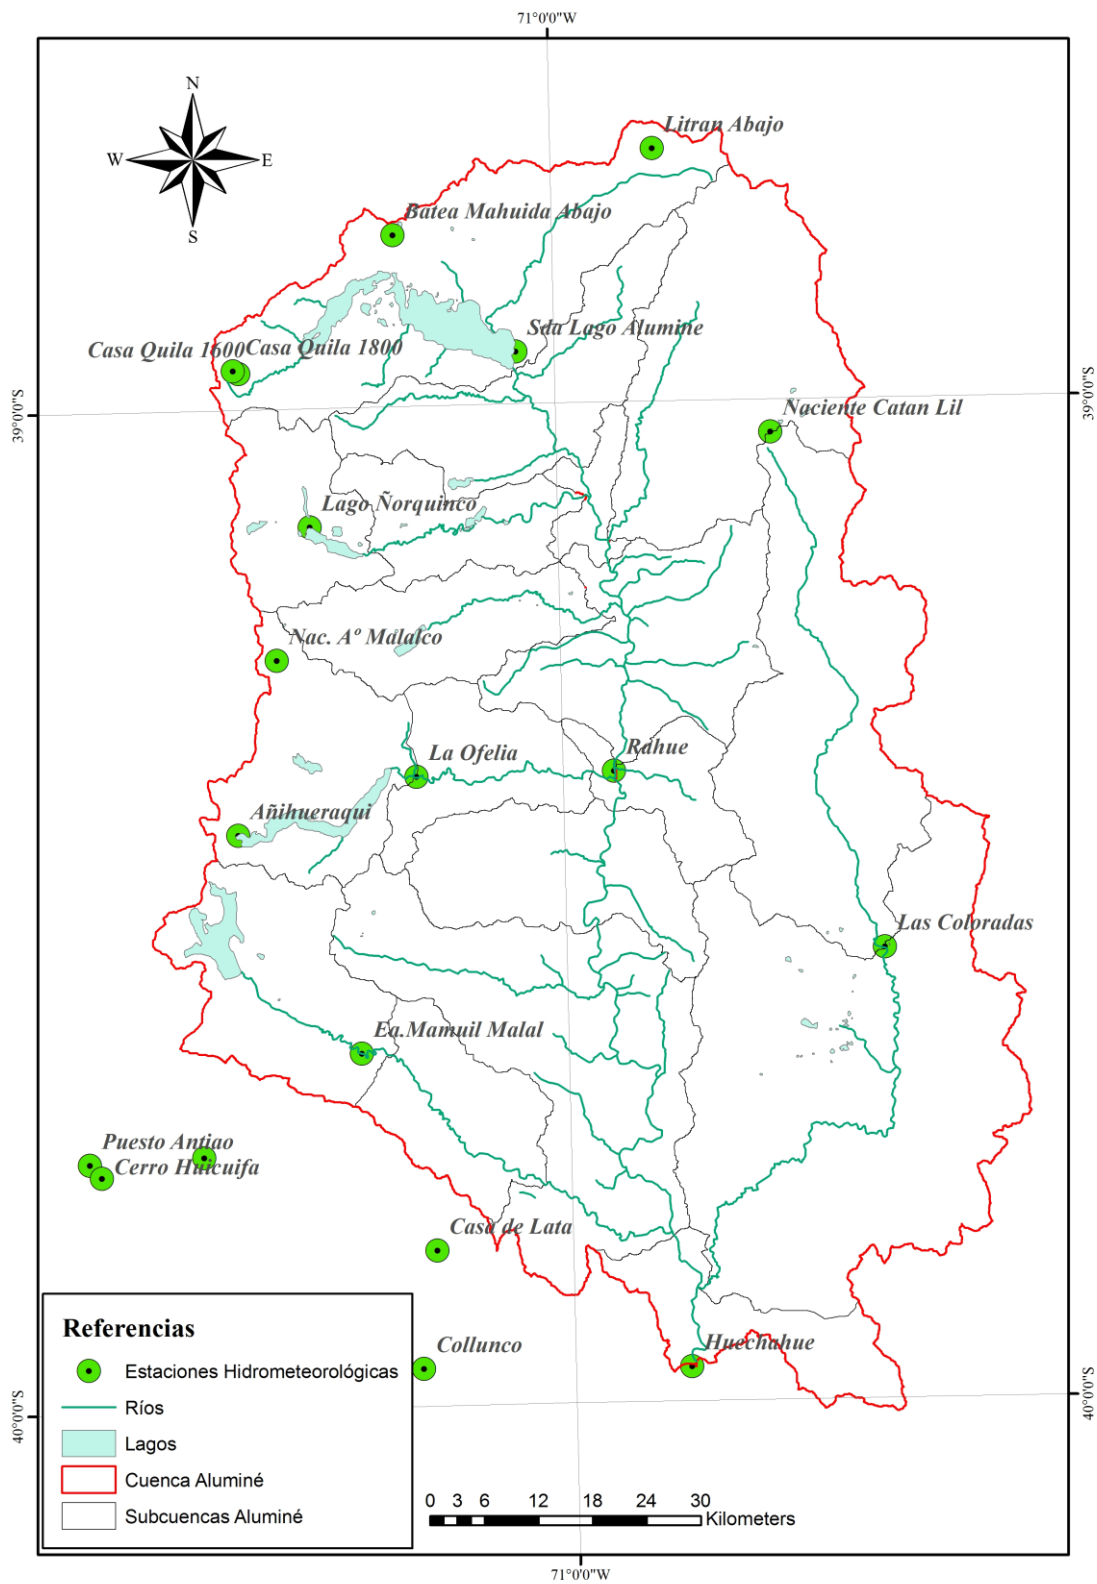 71°0'0"W
N
W
E
S
Litran Abajo
Batea Mahuida Abajo
Sda Lago Alumine
Casa Quila 1600
Casa Quila 1800
39°0'0"S
39°0'0"S
Naciente Catan Lil
Lago Ñorquinco
Nac. Aº Malalco
La Ofelia
Rahue
Añihueraqui
Las Coloradas
Ea.Mamuil Malal
Puesto Antiao
Cerro Huicuifa
Casa de Lata
Collunco
Huechahue
40°0'0"S
40°0'0"S
Referencias
Estaciones Hidrometeorológicas
Ríos
Lagos
Cuenca Aluminé
Subcuencas Aluminé
0 3 6 12 18 24 30
Kilometers
71°0'0"W